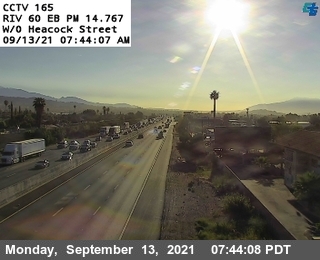 CCTV 165
RIV 60 EB PM 14.767
W/O Heacock Street
09/13/21 07:44:07 AM
Monday, September 13, 2021 07:44:08 PDT